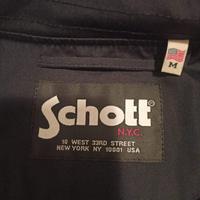 Schott®
N.Y.C.
10 WEST 33RD STREET
NEW YORK NY 10001 USA
M